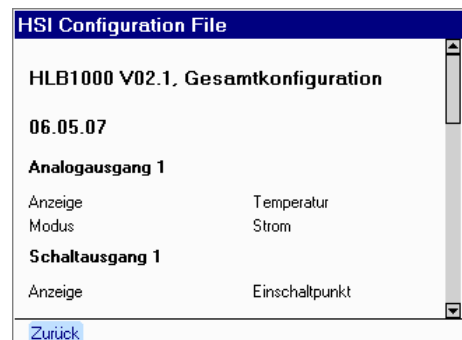 HSI Configuration File
HLB1000 V02.1, Gesamtkonfiguration
06.05.07
Analogausgang 1
Anzeige Temperatur
Modus Strom
Schaltausgang 1
Anzeige Einschaltpunkt
Zurück